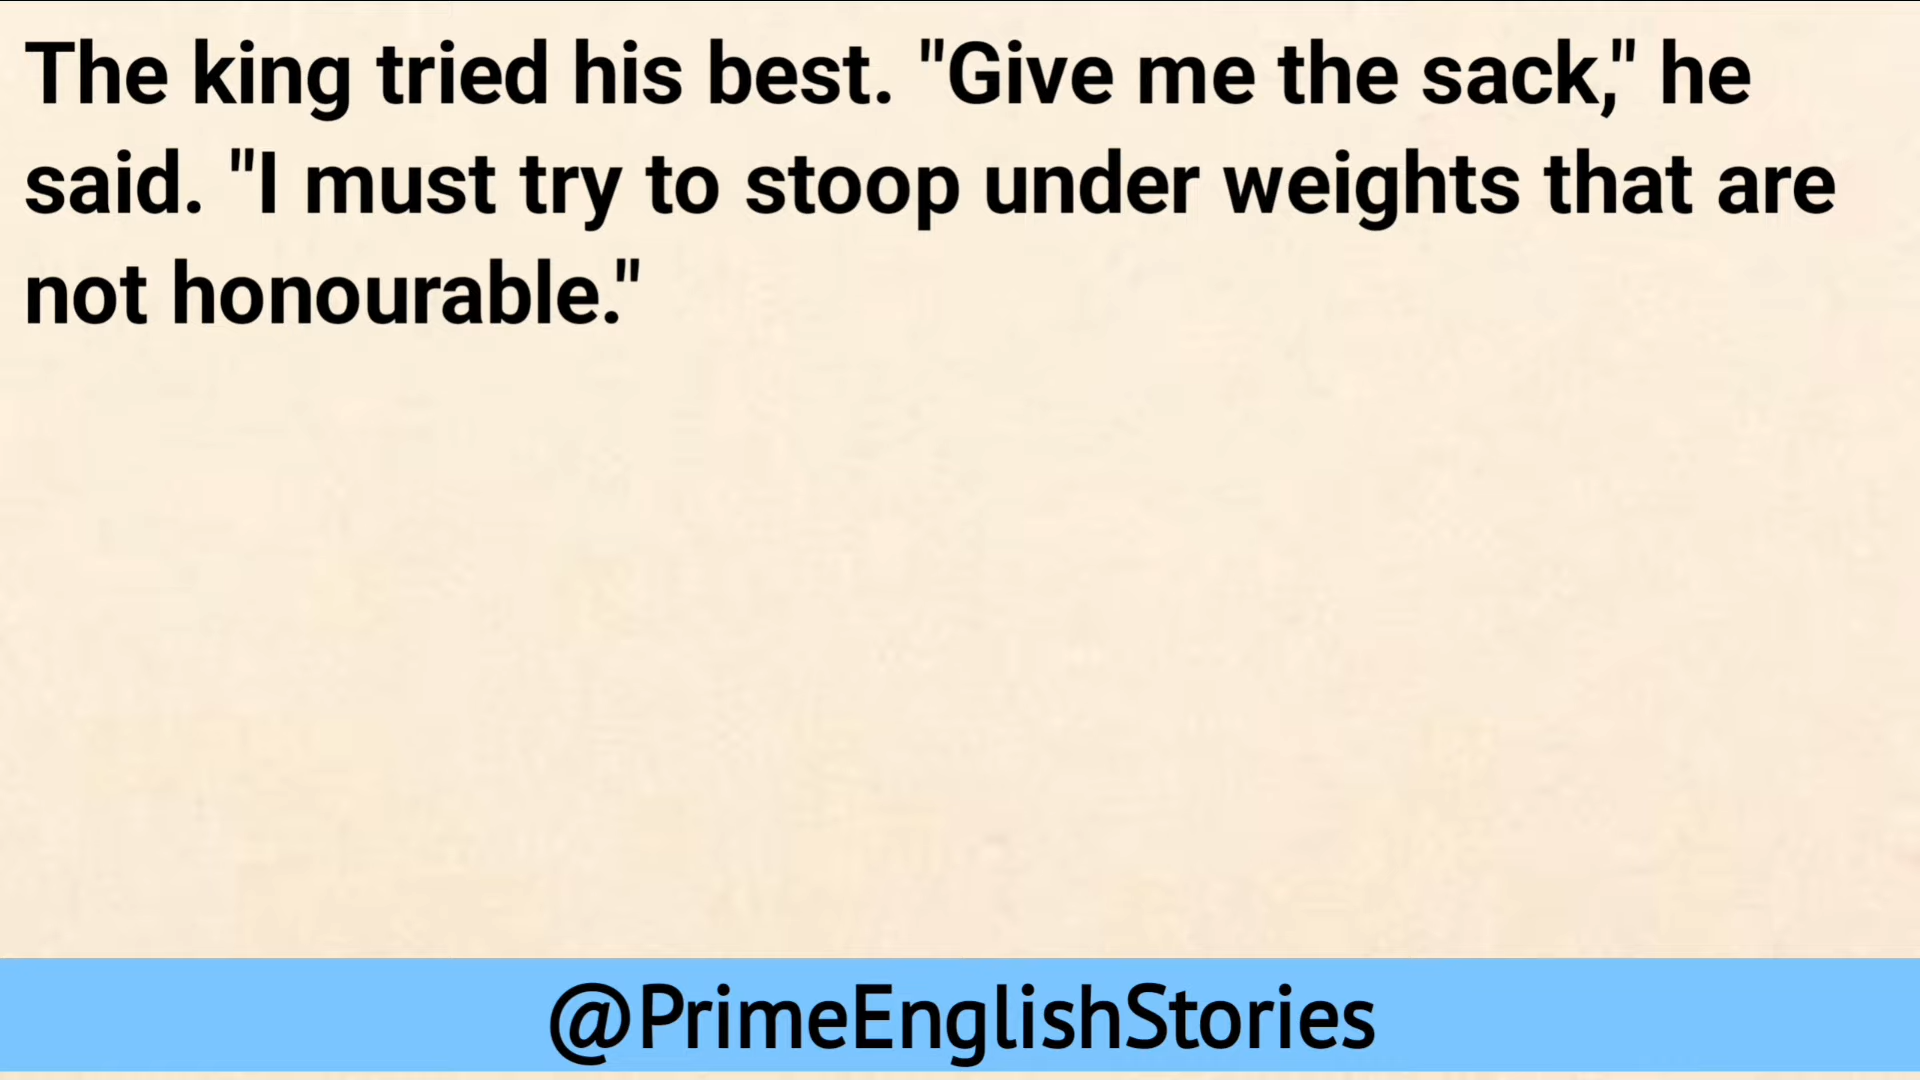 The king tried his best. "Give me the sack," he
said. "I must try to stoop under weights that are
not honourable."
@PrimeEnglishStories